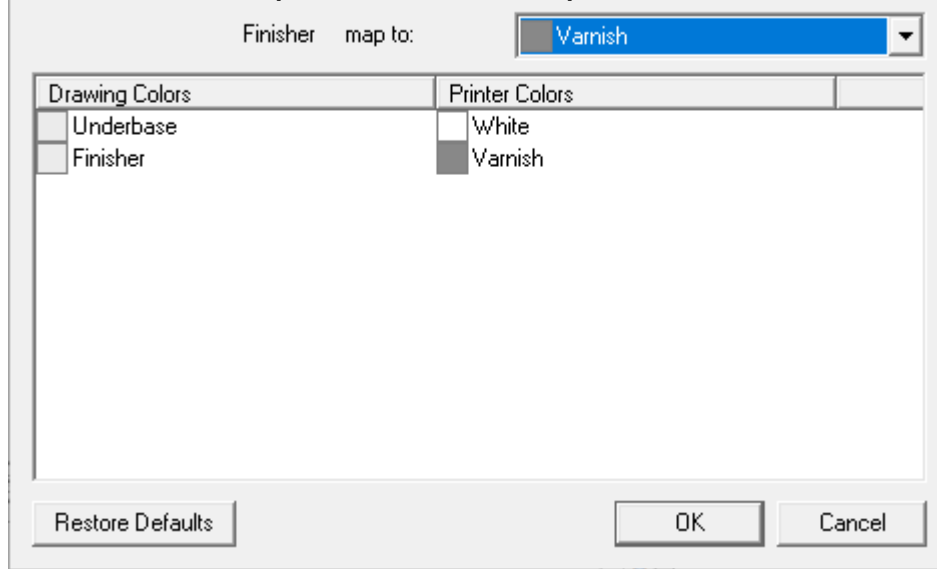 Finisher map to: Varnish
Drawing Colors Printer Colors
Underbase White
Finisher Varnish
Restore Defaults OK Cancel